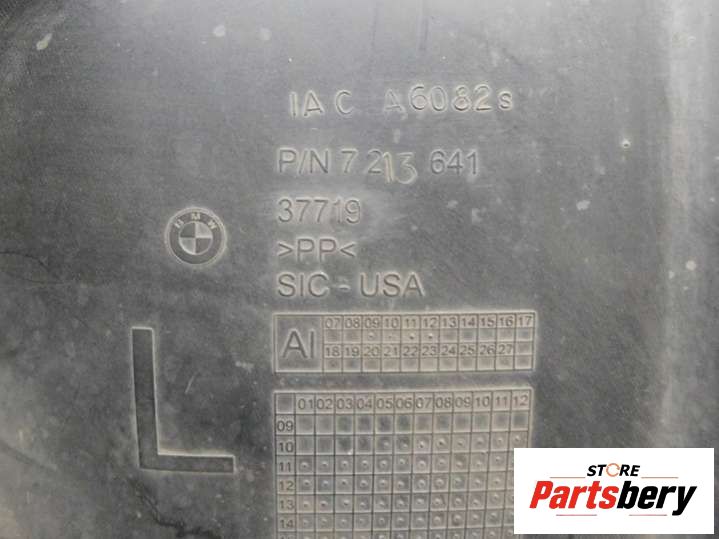 IAC A6082s
P/N 7 213 641
37719
BMW
>PP<
SIC - USA
L
AI
07 08 09 10 11 12 13 14 15 16 17
18 19 20 21 22 23 24 25 26 27
01 02 03 04 05 06 07 08 09 10 11 12
09
10
11
12
13
14
STORE
Partsbery